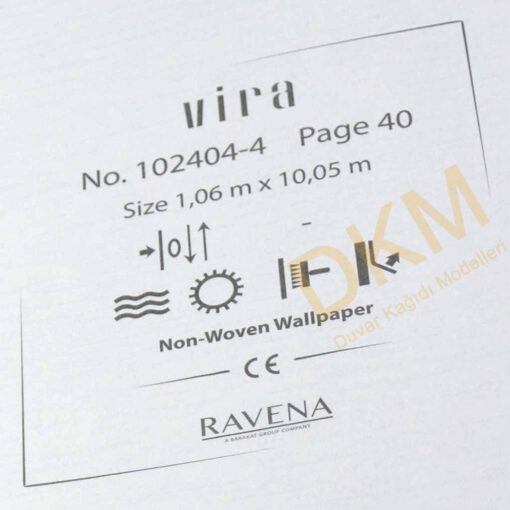 vira
No. 102404-4 Page 40
Size 1,06 m x 10,05 m
-
Non-Woven Wallpaper
CE
RAVENA
A BARAKAT GROUP COMPANY
DKM
Duvar Kağıdı Modelleri